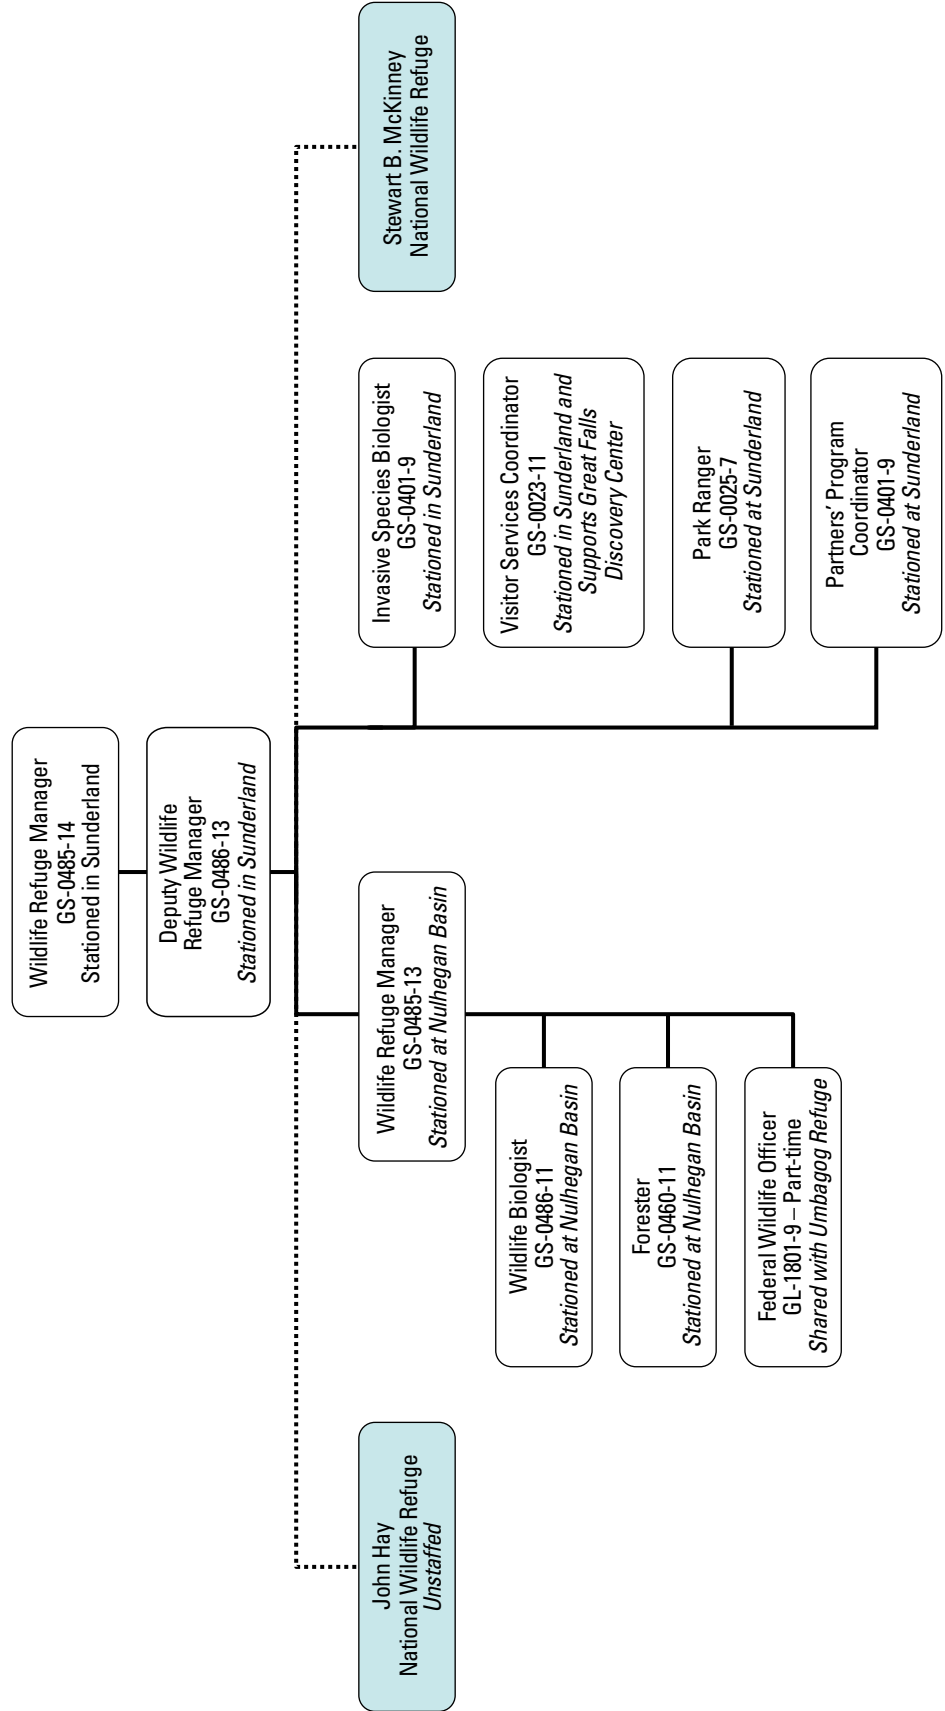 Wildlife Refuge Manager
GS-0485-14
Stationed in Sunderland
Deputy Wildlife
Refuge Manager
GS-0486-13
Stationed in Sunderland
John Hay
National Wildlife Refuge
Unstaffed
Wildlife Refuge Manager
GS-0485-13
Stationed at Nulhegan Basin
Wildlife Biologist
GS-0486-11
Stationed at Nulhegan Basin
Forester
GS-0460-11
Stationed at Nulhegan Basin
Federal Wildlife Officer
GL-1801-9 – Part-time
Shared with Umbagog Refuge
Invasive Species Biologist
GS-0401-9
Stationed in Sunderland
Visitor Services Coordinator
GS-0023-11
Stationed in Sunderland and
Supports Great Falls
Discovery Center
Park Ranger
GS-0025-7
Stationed at Sunderland
Partners’ Program
Coordinator
GS-0401-9
Stationed at Sunderland
Stewart B. McKinney
National Wildlife Refuge